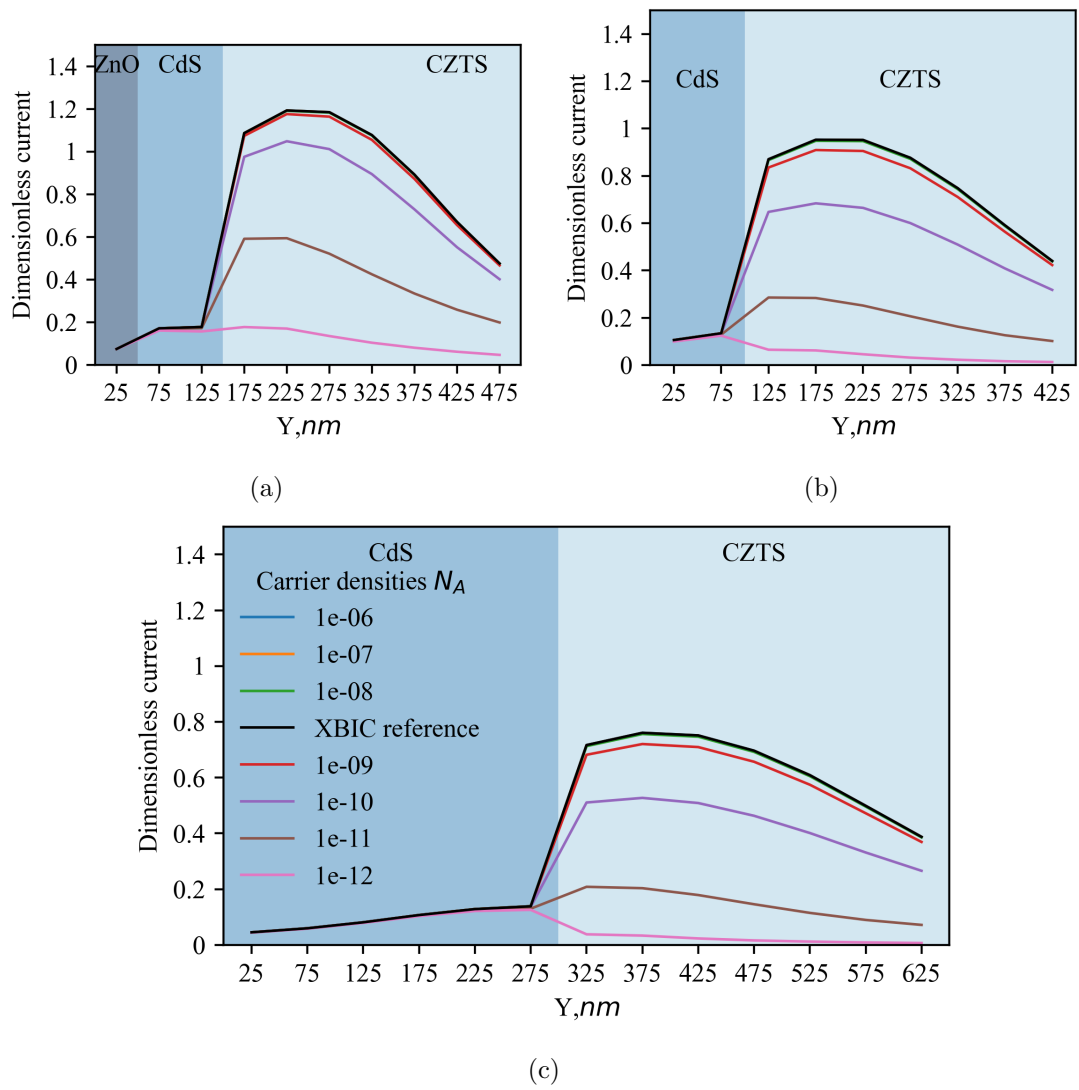 ZnO CdS CZTS
1.4
1.2
1
0.8
0.6
0.4
0.2
0
Dimensionless current
25 75 125 175 225 275 325 375 425 475
Y,nm
(a)
CdS CZTS
1.4
1.2
1
0.8
0.6
0.4
0.2
0
Dimensionless current
25 75 125 175 225 275 325 375 425
Y,nm
(b)
CdS CZTS
Carrier densities N_A
1e-06
1e-07
1e-08
XBIC reference
1e-09
1e-10
1e-11
1e-12
1.4
1.2
1
0.8
0.6
0.4
0.2
0
Dimensionless current
25 75 125 175 225 275 325 375 425 475 525 575 625
Y,nm
(c)